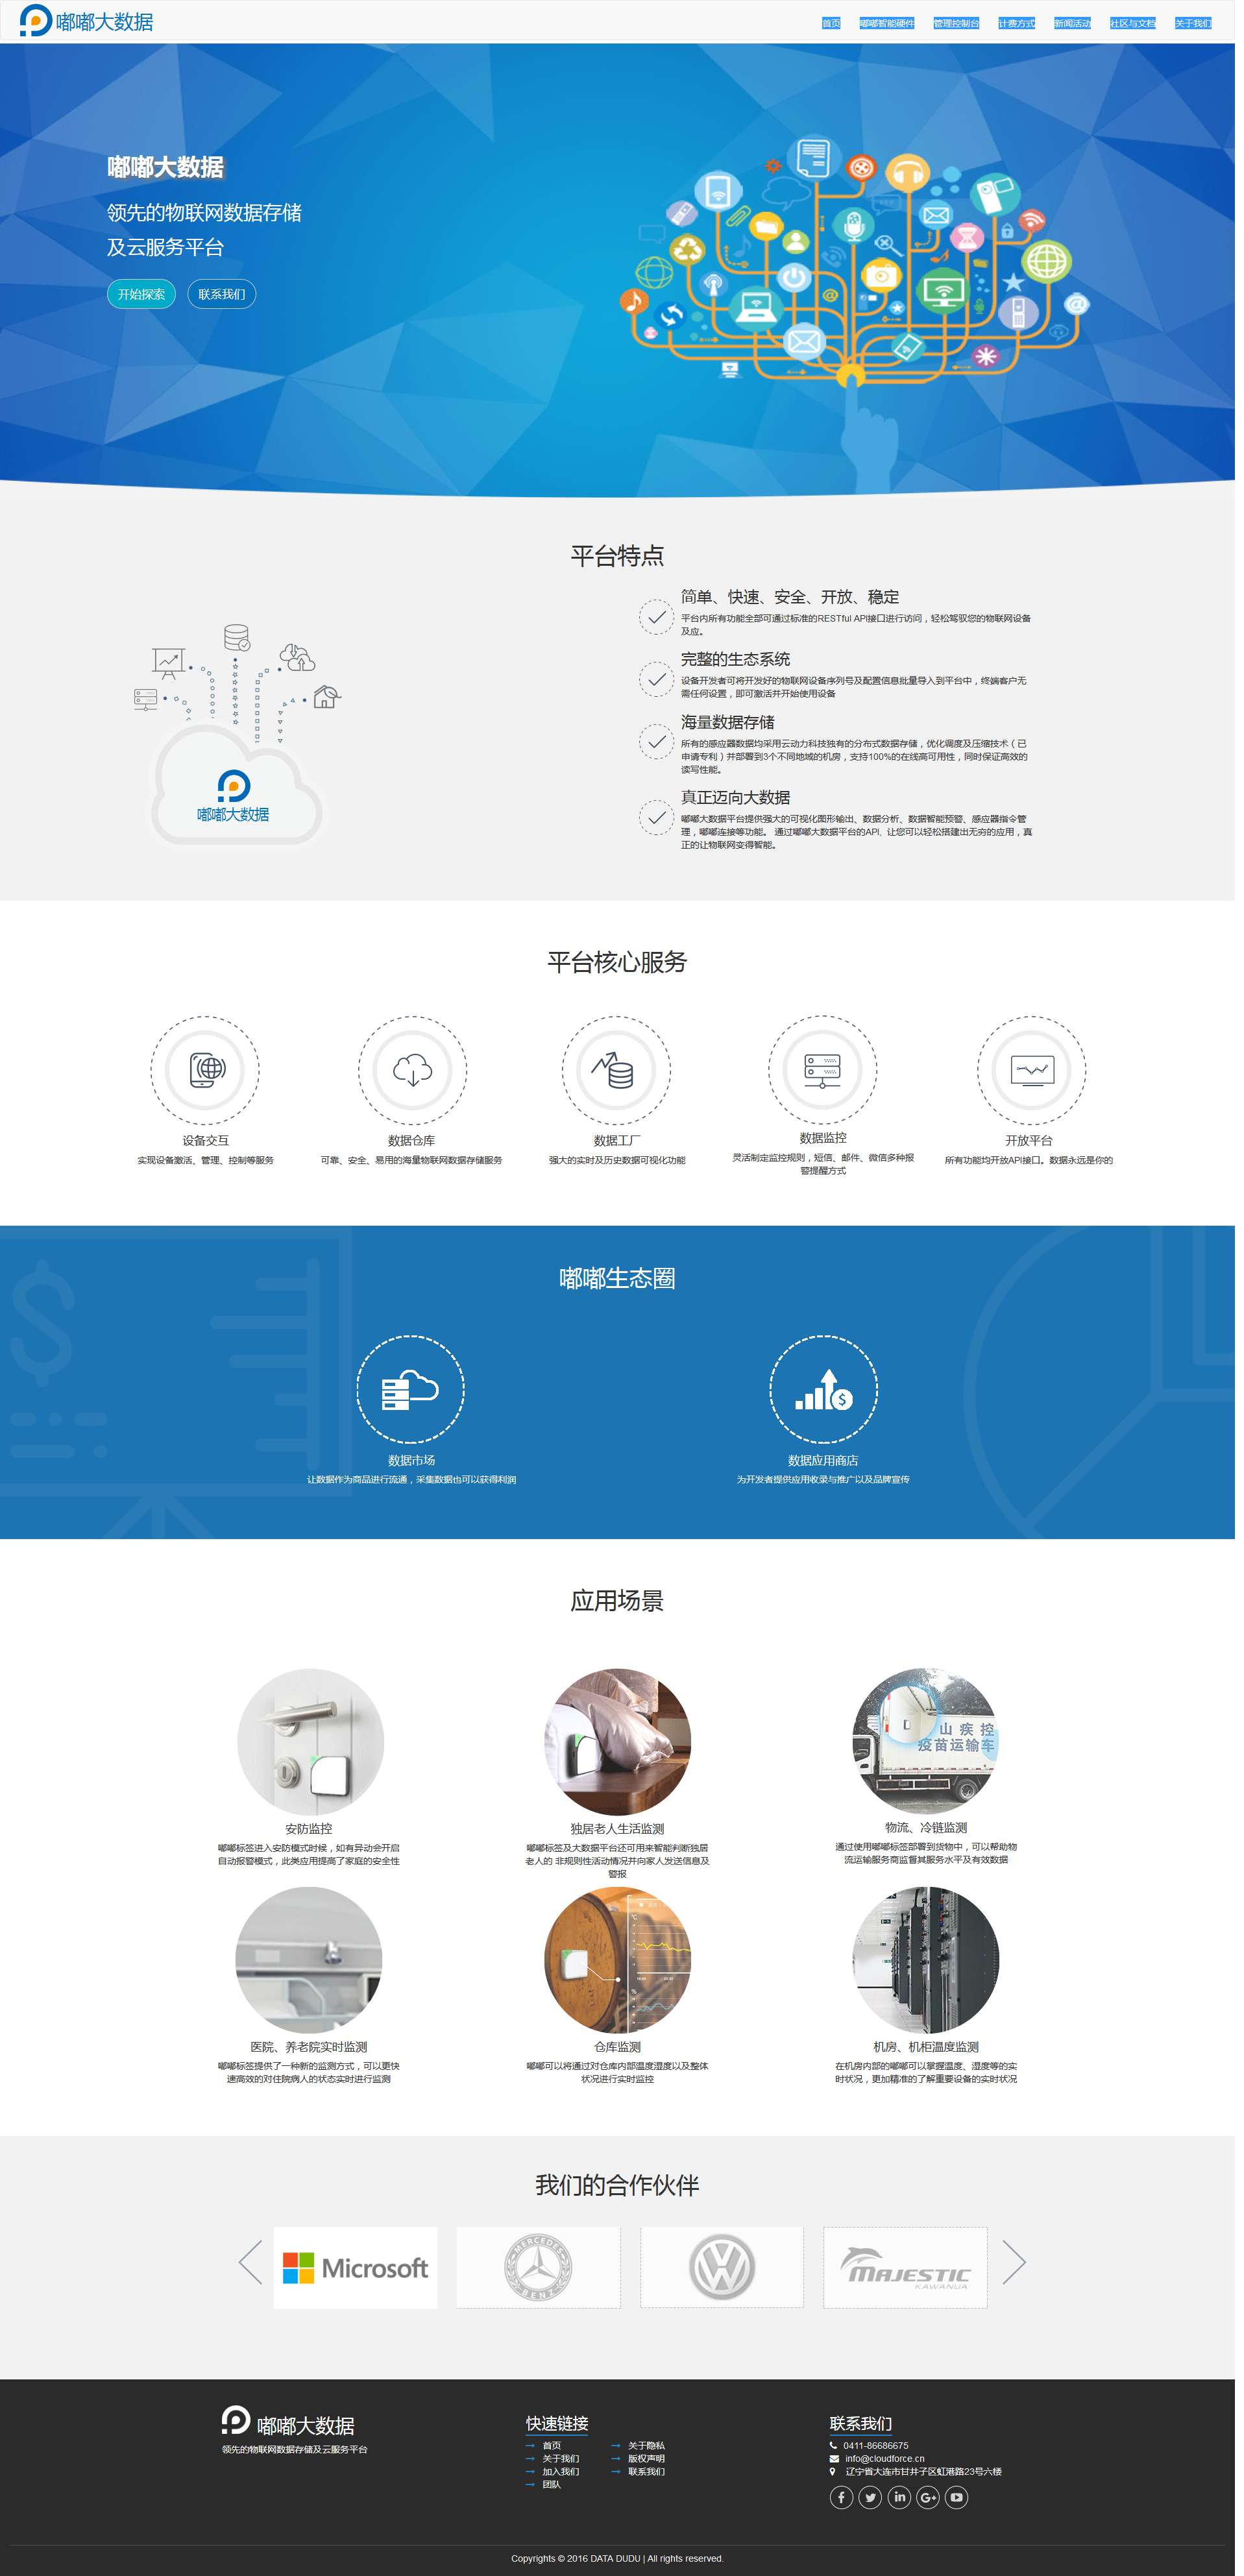 嘟嘟大数据
首页 嘟嘟智能硬件 管理控制台 计费方式 新闻活动 社区与文档 关于我们
嘟嘟大数据
领先的物联网数据存储
及云服务平台
开始探索 联系我们
平台特点
简单、快速、安全、开放、稳定
平台内所有功能全部可通过标准的RESTful API接口进行访问，轻松驾驭您的物联网设备
及应。
完整的生态系统
设备开发者可将开发好的物联网设备序列号及配置信息批量导入到平台中，终端客户无
需任何设置，即可激活并开始使用设备
海量数据存储
所有的感应器数据均采用云动力科技独有的分布式数据存储，优化调度及压缩技术（已
申请专利）并部署到3个不同地域的机房，支持100%的在线高可用性，同时保证高效的
读写性能。
真正迈向大数据
嘟嘟大数据平台提供强大的可视化图形输出、数据分析、数据智能预警、感应器指令管
理，嘟嘟连接等功能。 通过嘟嘟大数据平台的API, 让您可以轻松搭建出无穷的应用，真
正的让物联网变得智能。
嘟嘟大数据
平台核心服务
设备交互
实现设备激活、管理、控制等服务
数据仓库
可靠、安全、易用的海量物联网数据存储服务
数据工厂
强大的实时及历史数据可视化功能
数据监控
灵活制定监控规则，短信、邮件、微信多种报
警提醒方式
开放平台
所有功能均开放API接口。数据永远是你的
嘟嘟生态圈
数据市场
让数据作为商品进行流通，采集数据也可以获得利润
数据应用商店
为开发者提供应用收录与推广以及品牌宣传
应用场景
山疾控
疫苗运输车
安防监控
嘟嘟标签进入安防模式时候，如有异动会开启
自动报警模式，此类应用提高了家庭的安全性
独居老人生活监测
嘟嘟标签及大数据平台还可用来智能判断独居
老人的 非规则性活动情况并向家人发送信息及
警报
物流、冷链监测
通过使用嘟嘟标签部署到货物中，可以帮助物
流运输服务商监督其服务水平及有效数据
医院、养老院实时监测
嘟嘟标签提供了一种新的监测方式，可以更快
速高效的对住院病人的状态实时进行监测
仓库监测
嘟嘟可以将通过对仓库内部温度湿度以及整体
状况进行实时监控
机房、机柜温度监测
在机房内部的嘟嘟可以掌握温度、湿度等的实
时状况，更加精准的了解重要设备的实时状况
我们的合作伙伴
Microsoft
MERCEDES
BENZ
MAJESTIC
KAWANUA
嘟嘟大数据
领先的物联网数据存储及云服务平台
快速链接
首页 关于隐私
关于我们 版权声明
加入我们 联系我们
团队
联系我们
0411-86686675
info@cloudforce.cn
辽宁省大连市甘井子区虹港路23号六楼
Copyrights © 2016 DATA DUDU | All rights reserved.